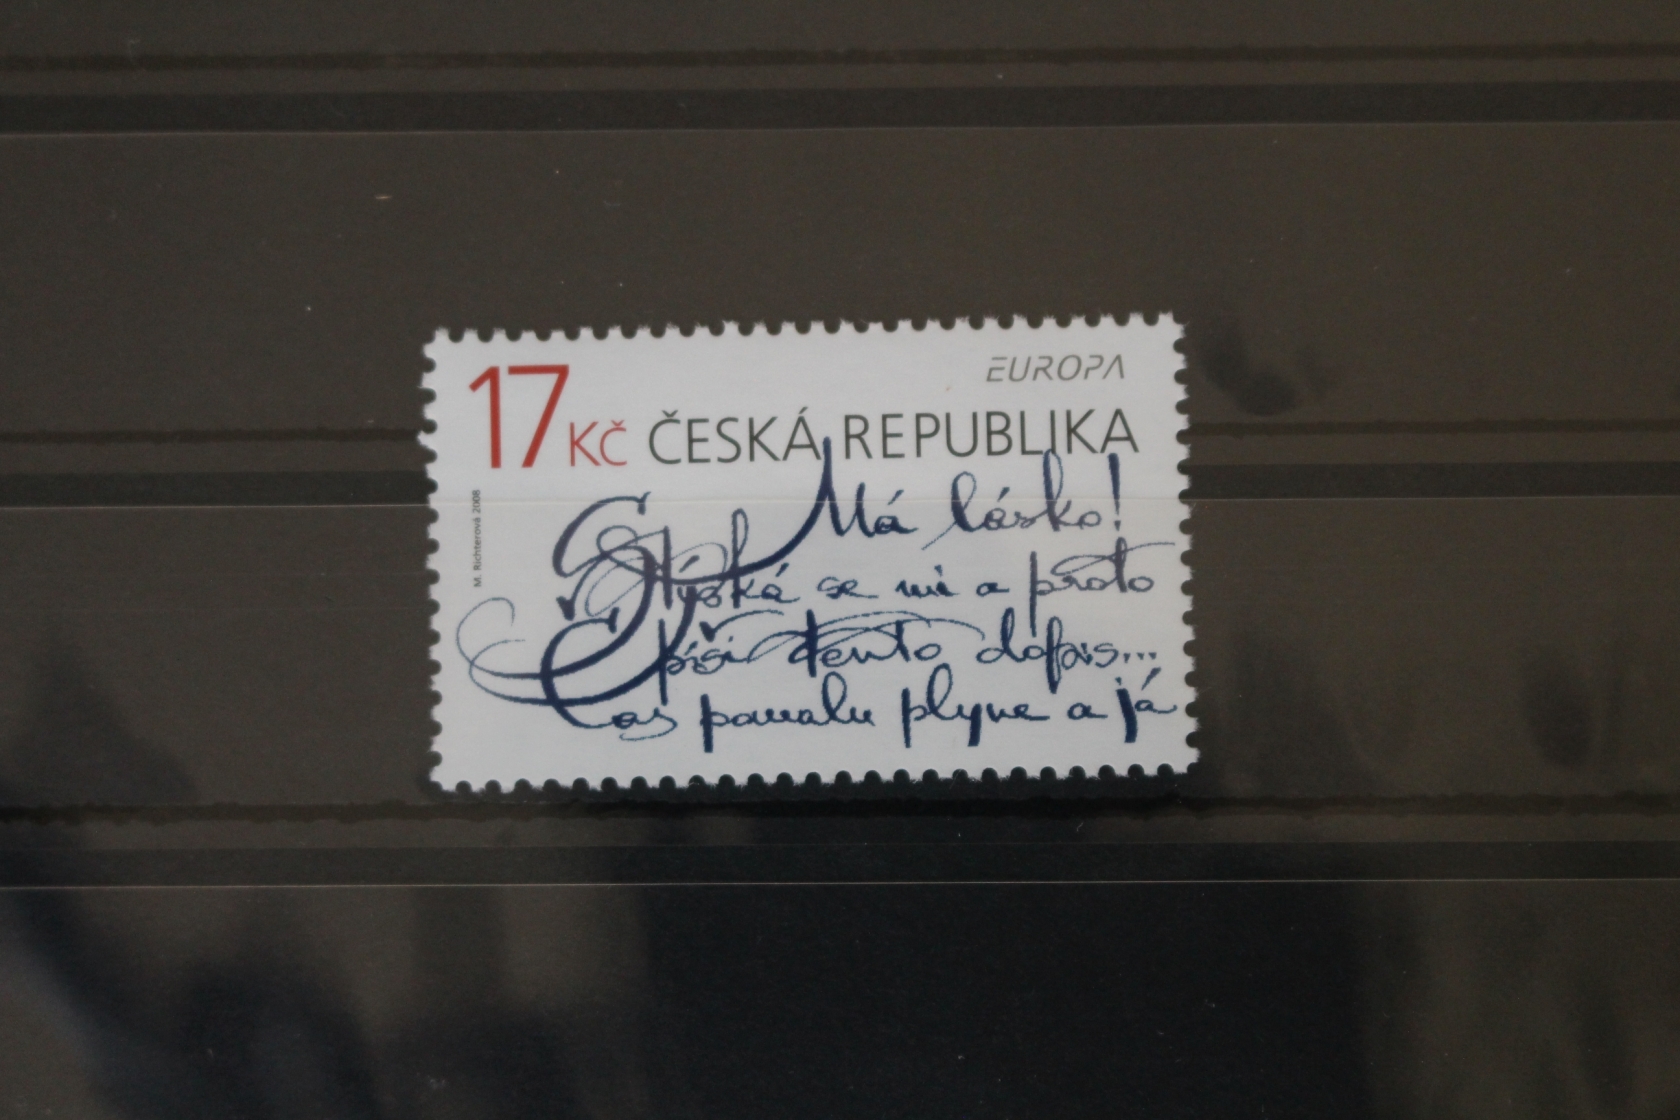 EUROPA
17 Kč ČESKÁ REPUBLIKA
M. Richterová 2008
Má lásko!
Stýská se mi a proto
píši tento dopis...
Čas pomalu plyne a já